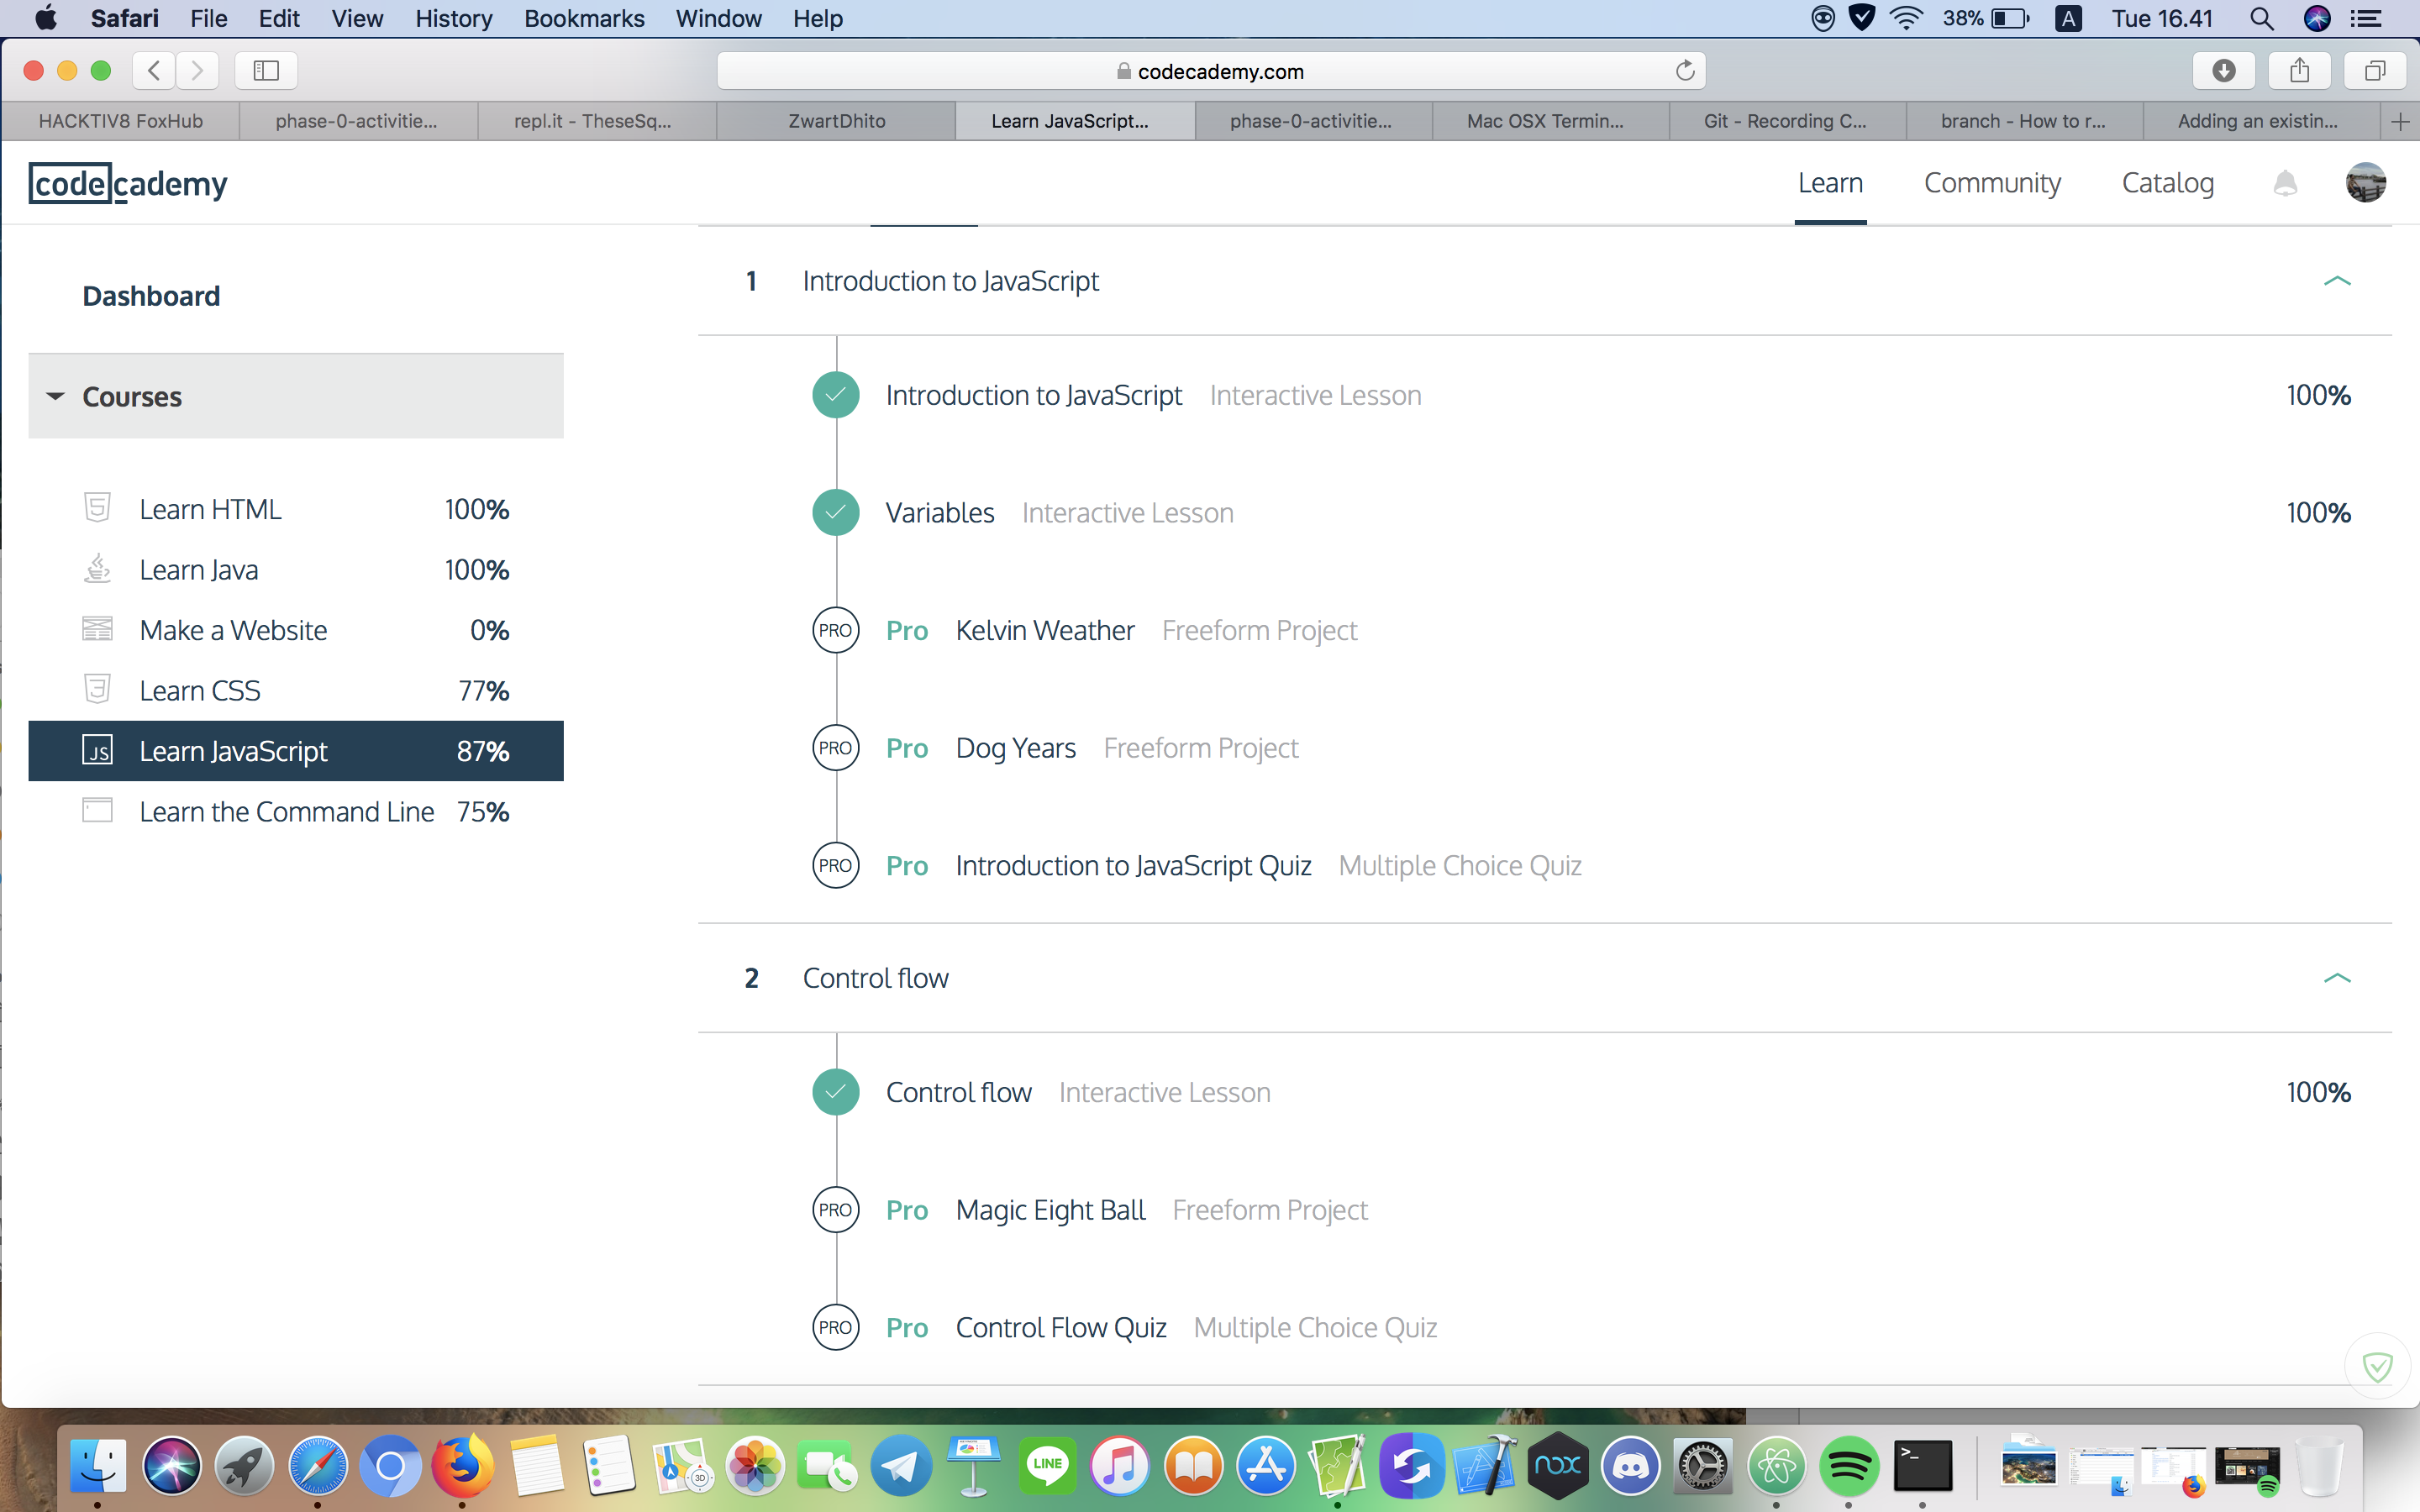 Safari File Edit View History Bookmarks Window Help 38% A Tue 16.41
codecademy.com
HACKTIV8 FoxHub phase-0-activitie... repl.it - TheseSq... ZwartDhito Learn JavaScript... phase-0-activitie... Mac OSX Termin... Git - Recording C... branch - How to r... Adding an existin...
codecademy Learn Community Catalog
Dashboard
Courses
Learn HTML 100%
Learn Java 100%
Make a Website 0%
Learn CSS 77%
JS Learn JavaScript 87%
Learn the Command Line 75%
1 Introduction to JavaScript
Introduction to JavaScript Interactive Lesson 100%
Variables Interactive Lesson 100%
PRO Pro Kelvin Weather Freeform Project
PRO Pro Dog Years Freeform Project
PRO Pro Introduction to JavaScript Quiz Multiple Choice Quiz
2 Control flow
Control flow Interactive Lesson 100%
PRO Pro Magic Eight Ball Freeform Project
PRO Pro Control Flow Quiz Multiple Choice Quiz
3D LINE nox >_